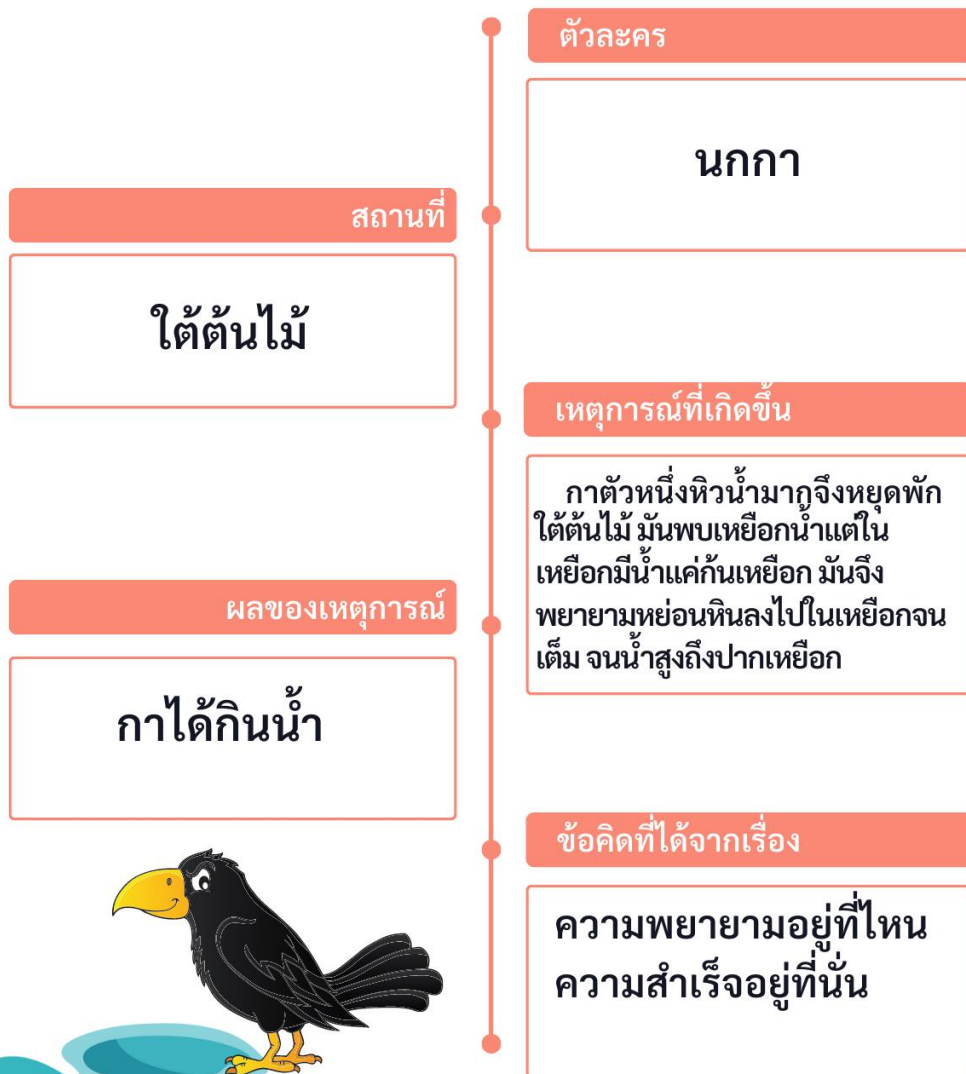 ตัวละคร
นกกา
สถานที่
ใต้ต้นไม้
เหตุการณ์ที่เกิดขึ้น
กาตัวหนึ่งหิวน้ำมากจึงหยุดพัก
ใต้ต้นไม้ มันพบเหยือกน้ำแต่ใน
เหยือกมีน้ำแค่ก้นเหยือก มันจึง
พยายามหย่อนหินลงไปในเหยือกจน
เต็ม จนน้ำสูงถึงปากเหยือก
ผลของเหตุการณ์
กาได้กินน้ำ
ข้อคิดที่ได้จากเรื่อง
ความพยายามอยู่ที่ไหน
ความสำเร็จอยู่ที่นั่น